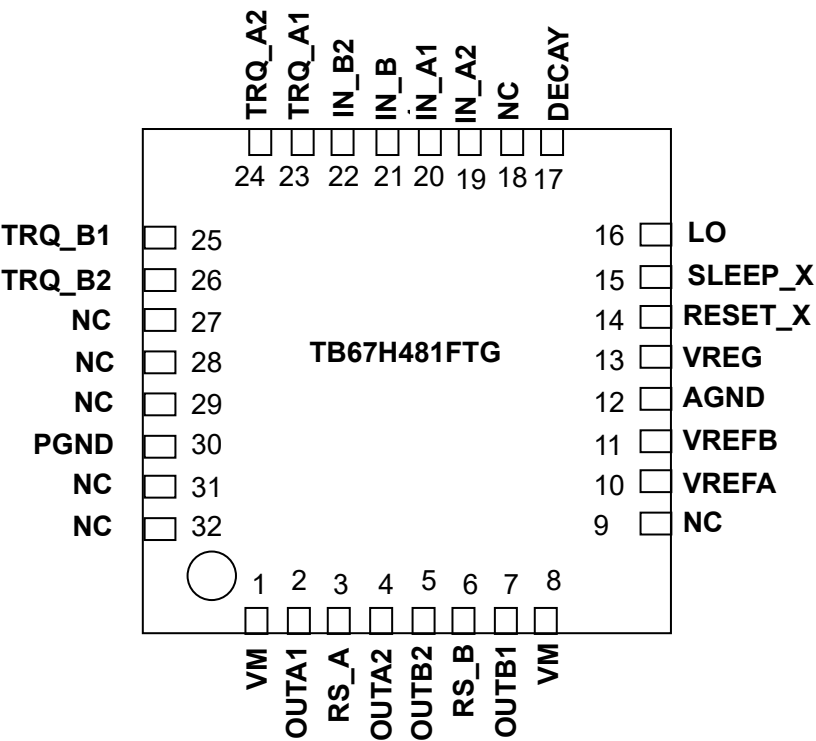 TRQ_A2
TRQ_A1
IN_B2
IN_B
IN_A1
IN_A2
NC
DECAY
24 23 22 21 20 19 18 17
TRQ_B1 25
TRQ_B2 26
NC 27
NC 28
NC 29
PGND 30
NC 31
NC 32
TB67H481FTG
16 LO
15 SLEEP_X
14 RESET_X
13 VREG
12 AGND
11 VREFB
10 VREFA
9 NC
1 2 3 4 5 6 7 8
VM
OUTA1
RS_A
OUTA2
OUTB2
RS_B
OUTB1
VM